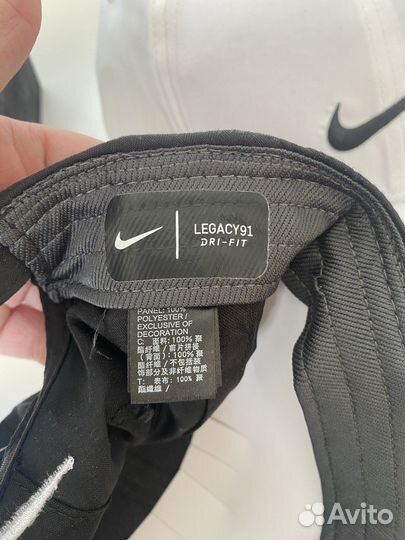 LEGACY91
DRI-FIT
PANEL: 100%
POLYESTER /
EXCLUSIVE OF
DECORATION
C: 面料: 100% 聚
酯纤维 / 前片拼接
(背面): 100% 聚
酯纤维 / 不包括装
饰部分及非纤维物质
T: 表布: 100% 聚
酯纖維 /
Avito